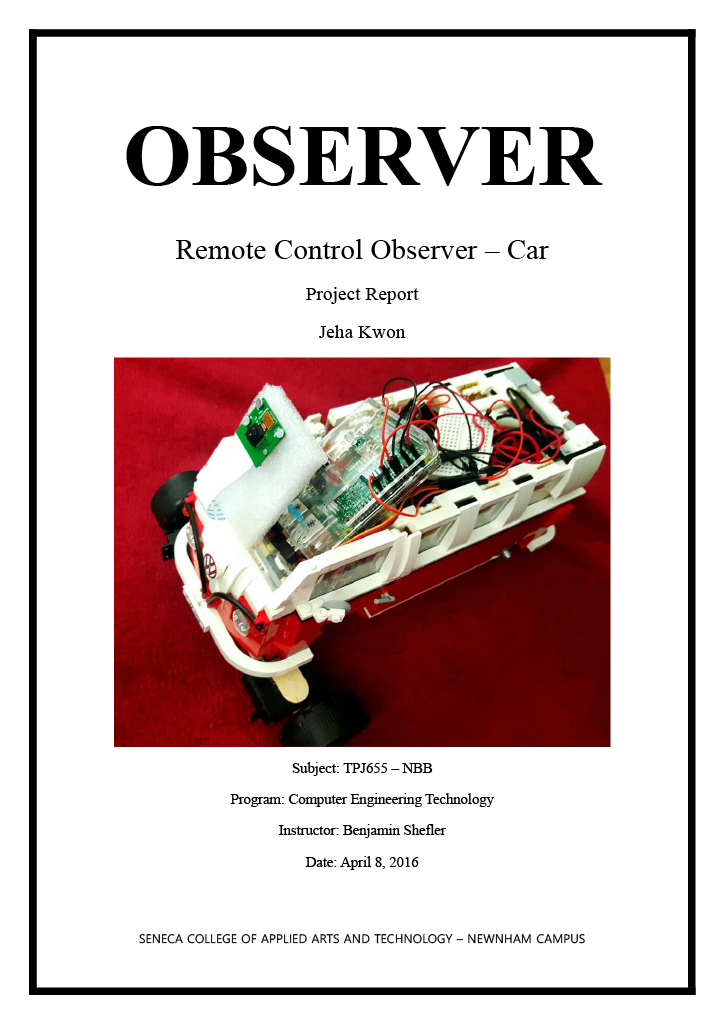 OBSERVER
Remote Control Observer – Car
Project Report
Jeha Kwon
Subject: TPJ655 – NBB
Program: Computer Engineering Technology
Instructor: Benjamin Shefler
Date: April 8, 2016
SENECA COLLEGE OF APPLIED ARTS AND TECHNOLOGY – NEWNHAM CAMPUS